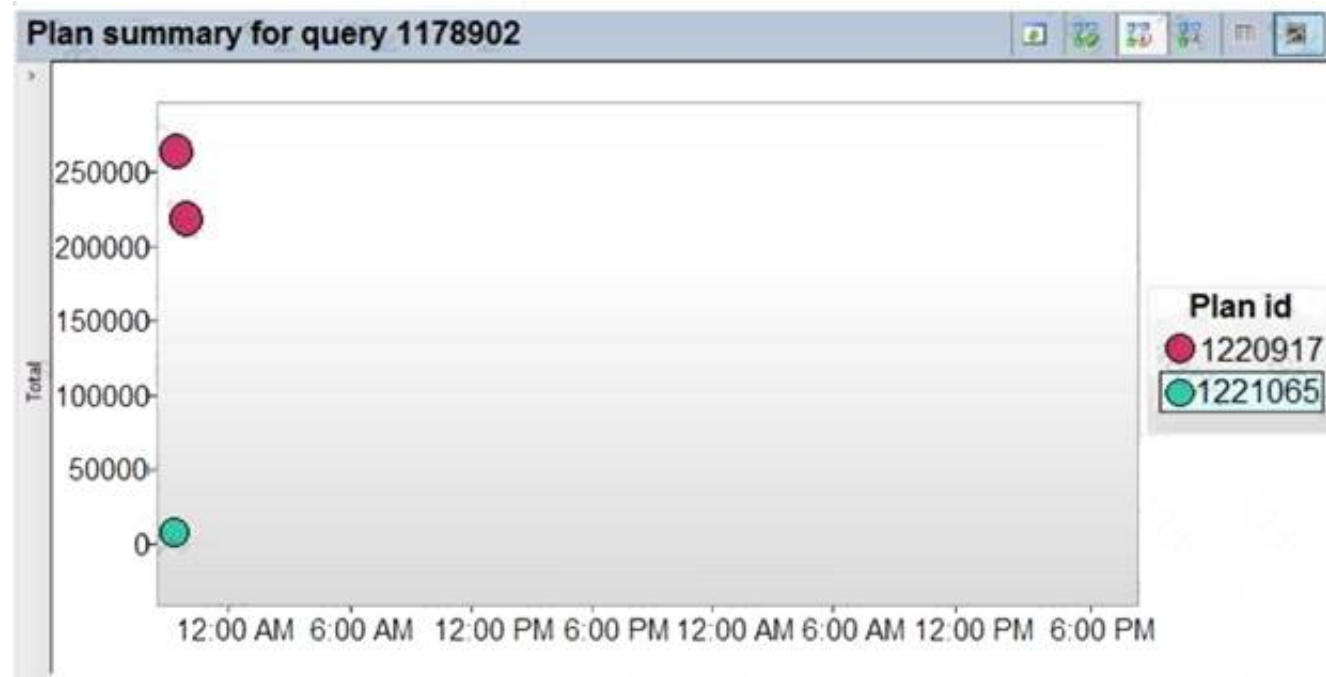 Plan summary for query 1178902
250000
200000
150000
100000
50000
0
Total
12:00 AM 6:00 AM 12:00 PM 6:00 PM 12:00 AM 6:00 AM 12:00 PM 6:00 PM
Plan id
1220917
1221065